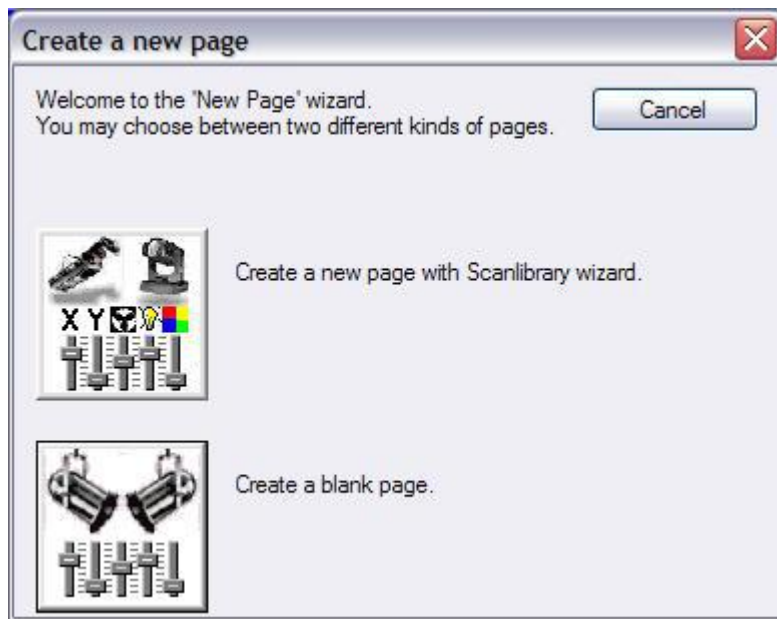 Create a new page
Welcome to the 'New Page' wizard.
You may choose between two different kinds of pages.
Cancel
Create a new page with Scanlibrary wizard.
X Y
Create a blank page.